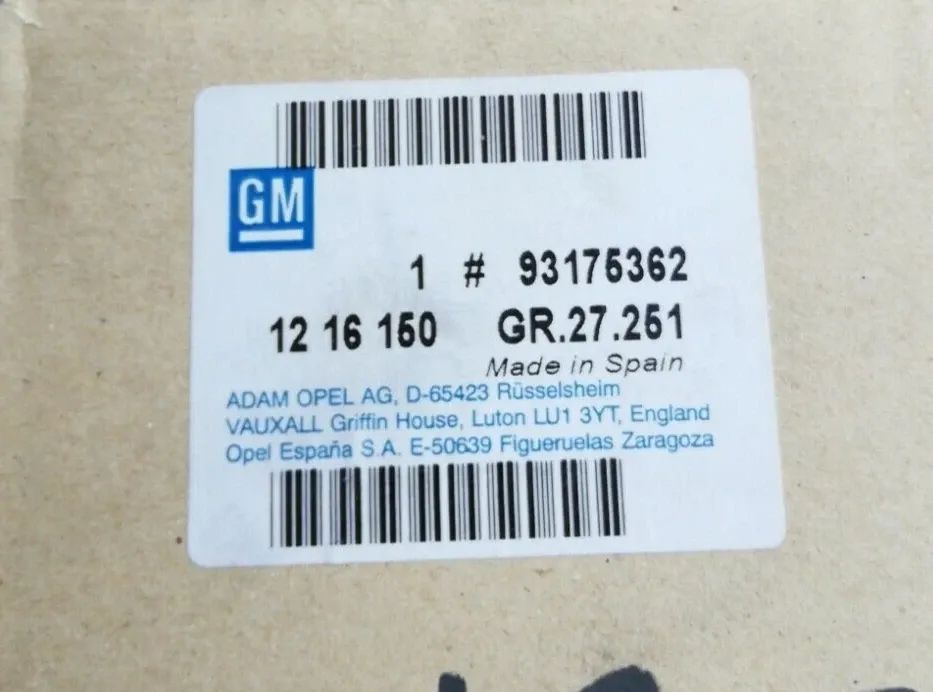 GM
1 # 93175362
12 16 150 GR.27.251
Made in Spain
ADAM OPEL AG, D-65423 Rüsselsheim
VAUXALL Griffin House, Luton LU1 3YT, England
Opel España S.A. E-50639 Figueruelas Zaragoza